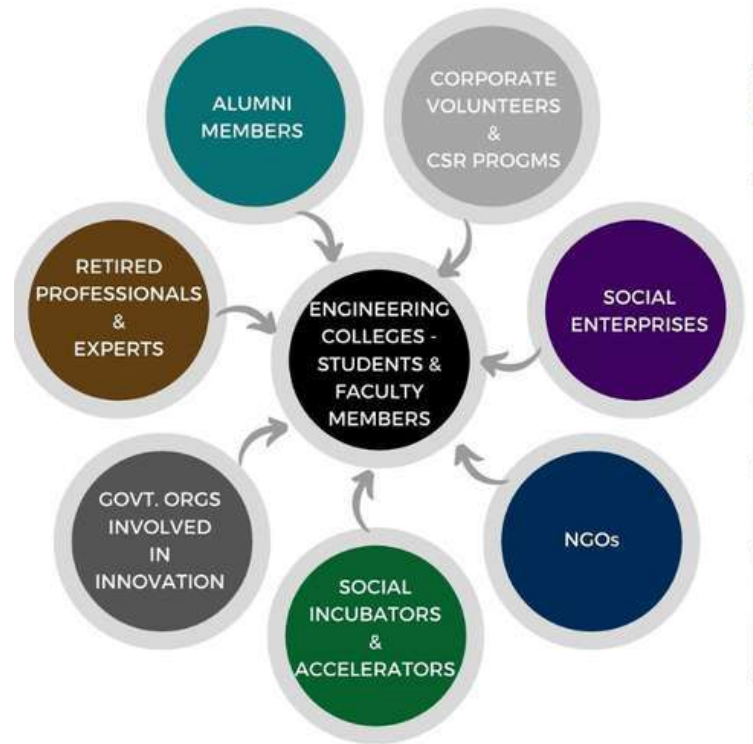 ALUMNI
MEMBERS
CORPORATE
VOLUNTEERS
&
CSR PROGMS
RETIRED
PROFESSIONALS
&
EXPERTS
ENGINEERING
COLLEGES -
STUDENTS &
FACULTY
MEMBERS
SOCIAL
ENTERPRISES
GOVT. ORGS
INVOLVED
IN
INNOVATION
SOCIAL
INCUBATORS
&
ACCELERATORS
NGOs